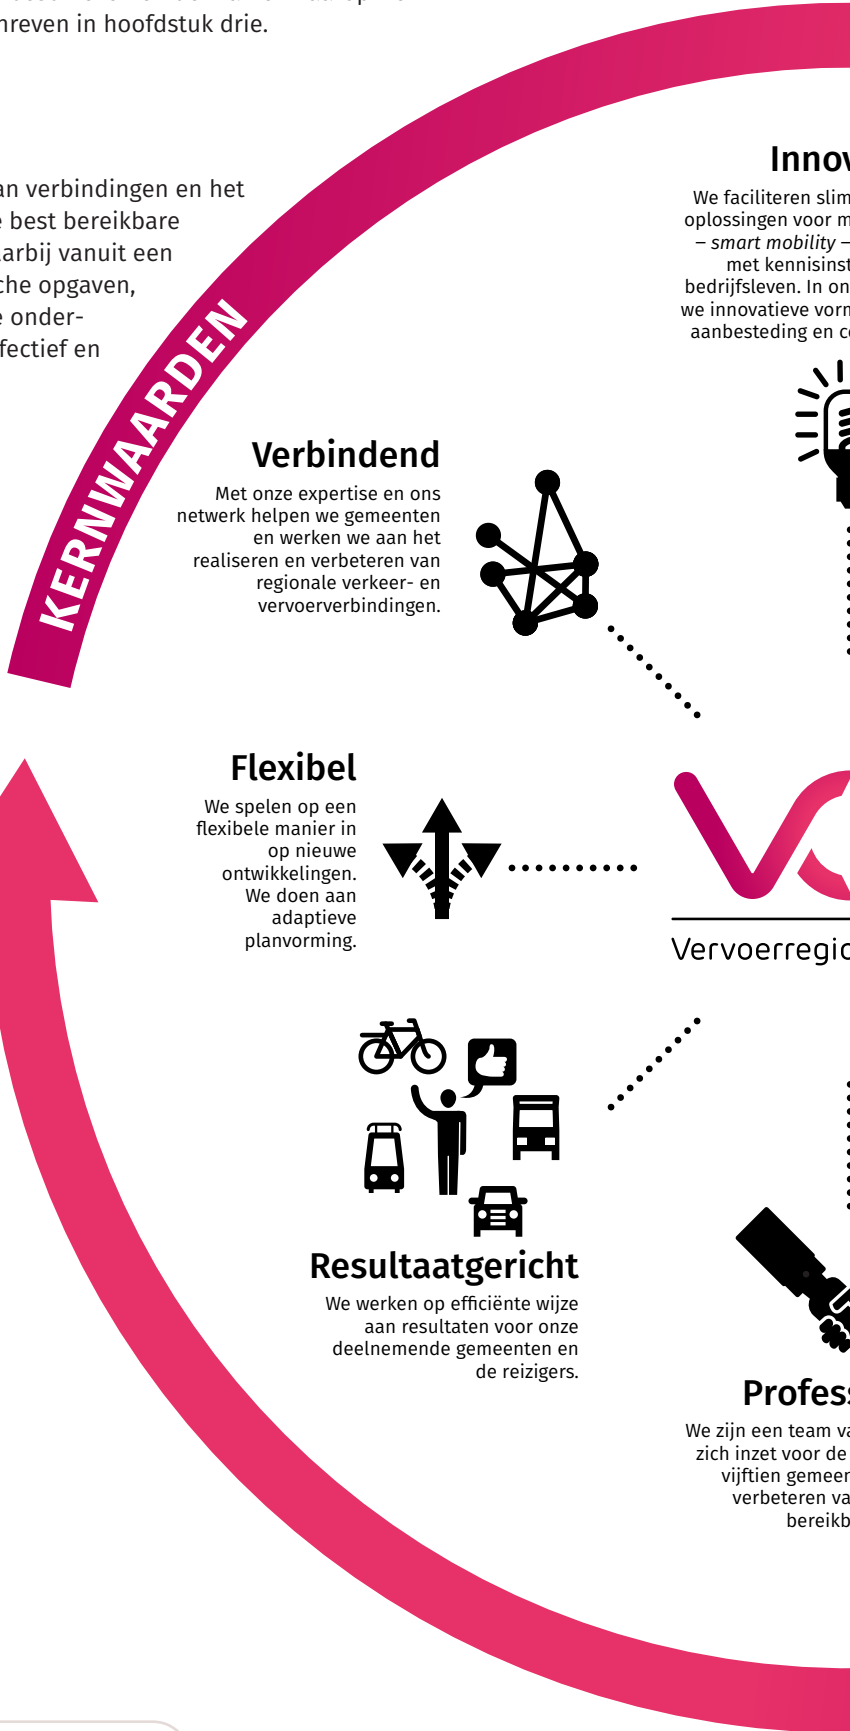 hreven in hoofdstuk drie.
an verbindingen en het
best bereikbare
arbij vanuit een
che opgaven,
onder-
fectief en
KERNWAARDEN
Innov
We faciliteren slim
oplossingen voor m
– smart mobility –
met kennisinst
bedrijfsleven. In on
we innovatieve vorm
aanbesteding en co
Verbindend
Met onze expertise en ons
netwerk helpen we gemeenten
en werken we aan het
realiseren en verbeteren van
regionale verkeer- en
vervoerverbindingen.
Flexibel
We spelen op een
flexibele manier in
op nieuwe
ontwikkelingen.
We doen aan
adaptieve
planvorming.
Vervoerregio
Resultaatgericht
We werken op efficiënte wijze
aan resultaten voor onze
deelnemende gemeenten en
de reizigers.
Profess
We zijn een team va
zich inzet voor de
vijftien gemeen
verbeteren va
bereikb